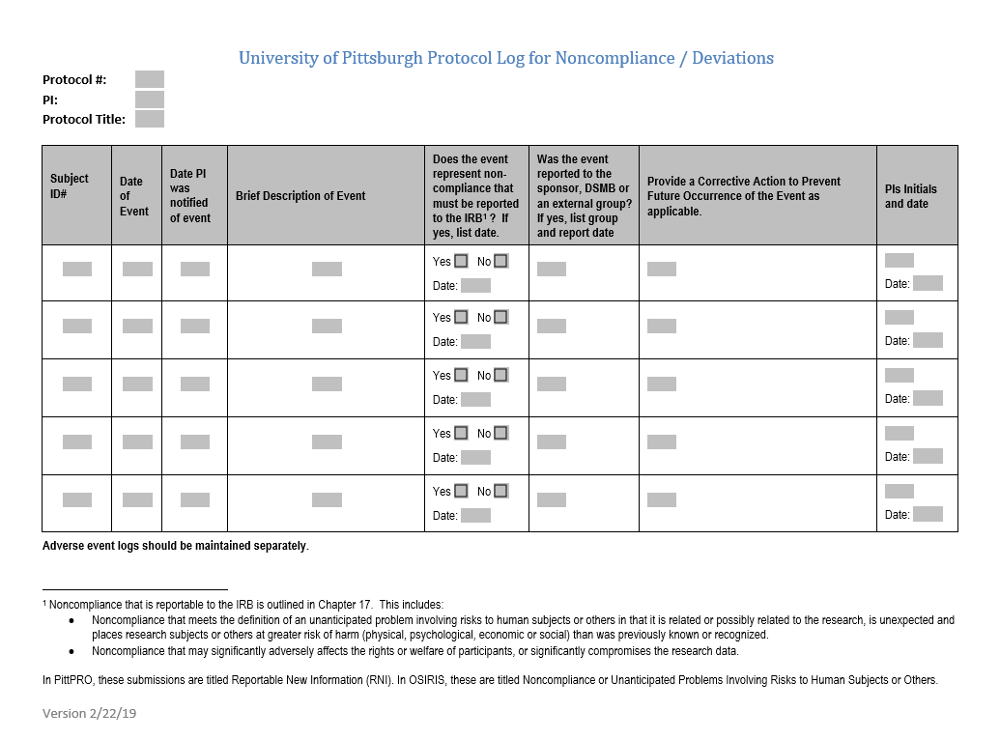 University of Pittsburgh Protocol Log for Noncompliance / Deviations
Protocol #:
PI:
Protocol Title:
Subject
ID#
Date
of
Event
Date PI
was
notified
of event
Brief Description of Event
Does the event
represent non-
compliance that
must be reported
to the IRB¹ ? If
yes, list date.
Was the event
reported to the
sponsor, DSMB or
an external group?
If yes, list group
and report date
Provide a Corrective Action to Prevent
Future Occurrence of the Event as
applicable.
PIs Initials
and date
Yes No
Date:
Date:
Yes No
Date:
Date:
Yes No
Date:
Date:
Yes No
Date:
Date:
Yes No
Date:
Date:
Adverse event logs should be maintained separately.
¹ Noncompliance that is reportable to the IRB is outlined in Chapter 17. This includes:
• Noncompliance that meets the definition of an unanticipated problem involving risks to human subjects or others in that it is related or possibly related to the research, is unexpected and
places research subjects or others at greater risk of harm (physical, psychological, economic or social) than was previously known or recognized.
• Noncompliance that may significantly adversely affects the rights or welfare of participants, or significantly compromises the research data.
In PittPRO, these submissions are titled Reportable New Information (RNI). In OSIRIS, these are titled Noncompliance or Unanticipated Problems Involving Risks to Human Subjects or Others.
Version 2/22/19